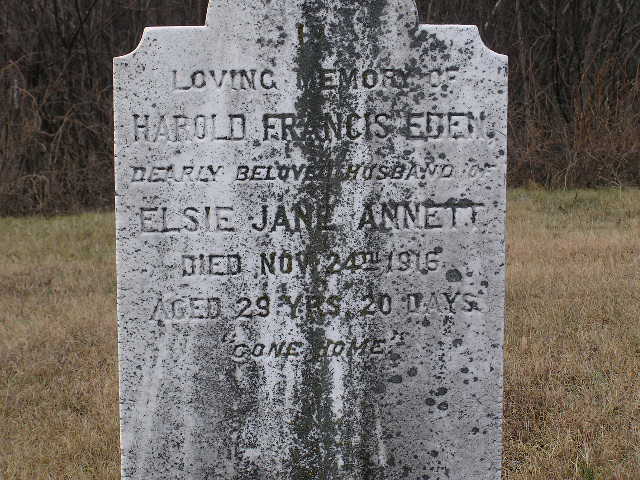 IN
LOVING MEMORY OF
HAROLD FRANCIS EDEN.
DEARLY BELOVED HUSBAND OF
ELSIE JANE ANNETT.
DIED NOV. 24TH 1916
AGED 29 YRS. 20 DAYS.
"GONE HOME."